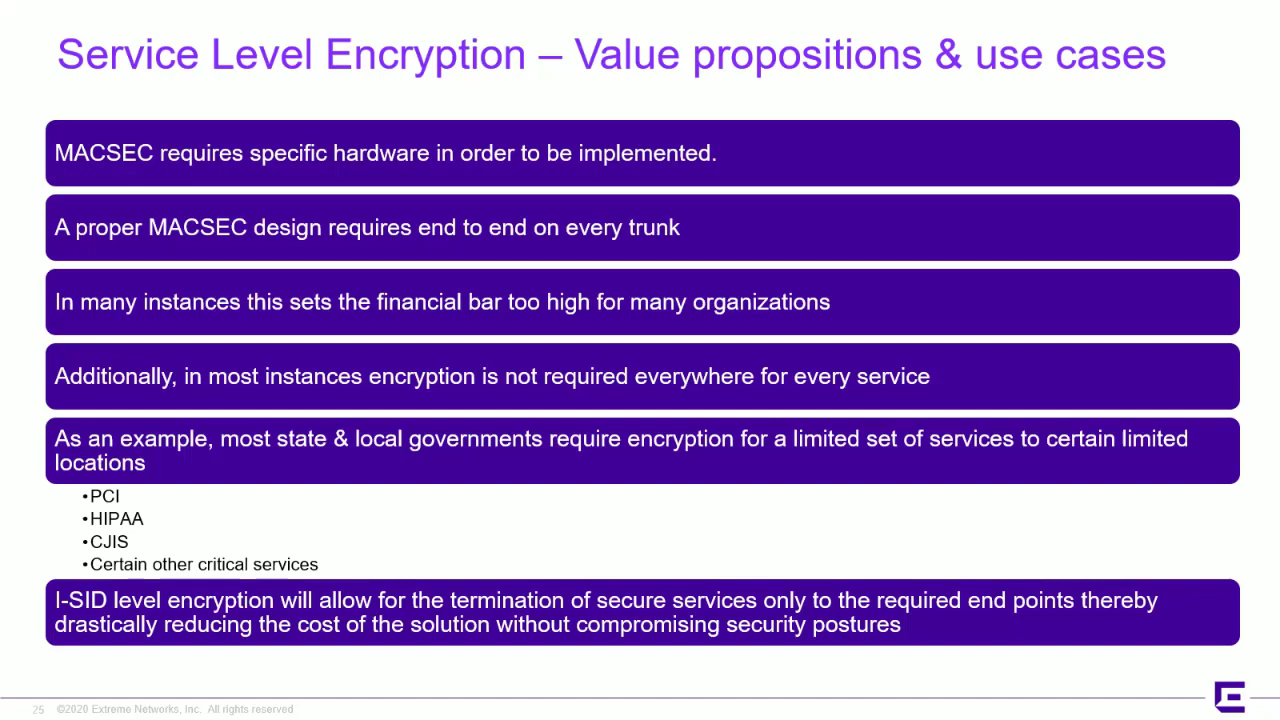 Service Level Encryption – Value propositions & use cases
MACSEC requires specific hardware in order to be implemented.
A proper MACSEC design requires end to end on every trunk
In many instances this sets the financial bar too high for many organizations
Additionally, in most instances encryption is not required everywhere for every service
As an example, most state & local governments require encryption for a limited set of services to certain limited
locations
•PCI
•HIPAA
•CJIS
•Certain other critical services
I-SID level encryption will allow for the termination of secure services only to the required end points thereby
drastically reducing the cost of the solution without compromising security postures
25 ©2020 Extreme Networks, Inc. All rights reserved